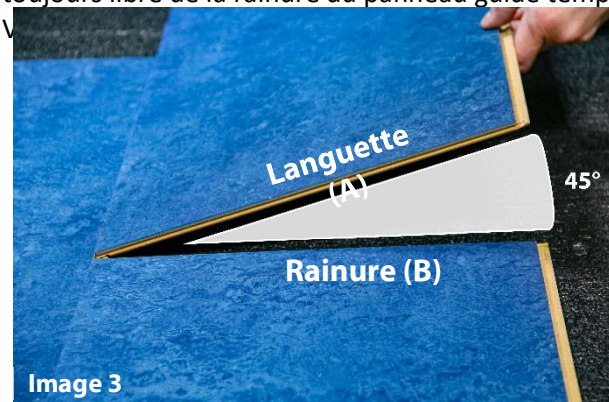 toujours libre de la rainure du panneau guide temp
V
Languette
(A)
45°
Rainure (B)
Image 3